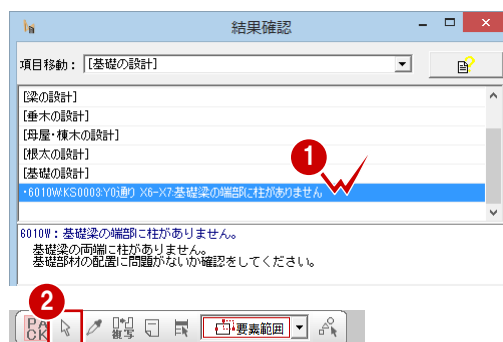 結果確認
項目移動： [基礎の設計]
[梁の設計]
[垂木の設計]
[母屋・棟木の設計]
[根太の設計]
[基礎の設計]
・6010W:KS0003:Y0通り X6-X7:基礎梁の端部に柱がありません
1
6010W：基礎梁の端部に柱がありません。
基礎梁の両端に柱がありません。
基礎部材の配置に問題がないか確認をしてください。
2
PACK
複写
要素範囲